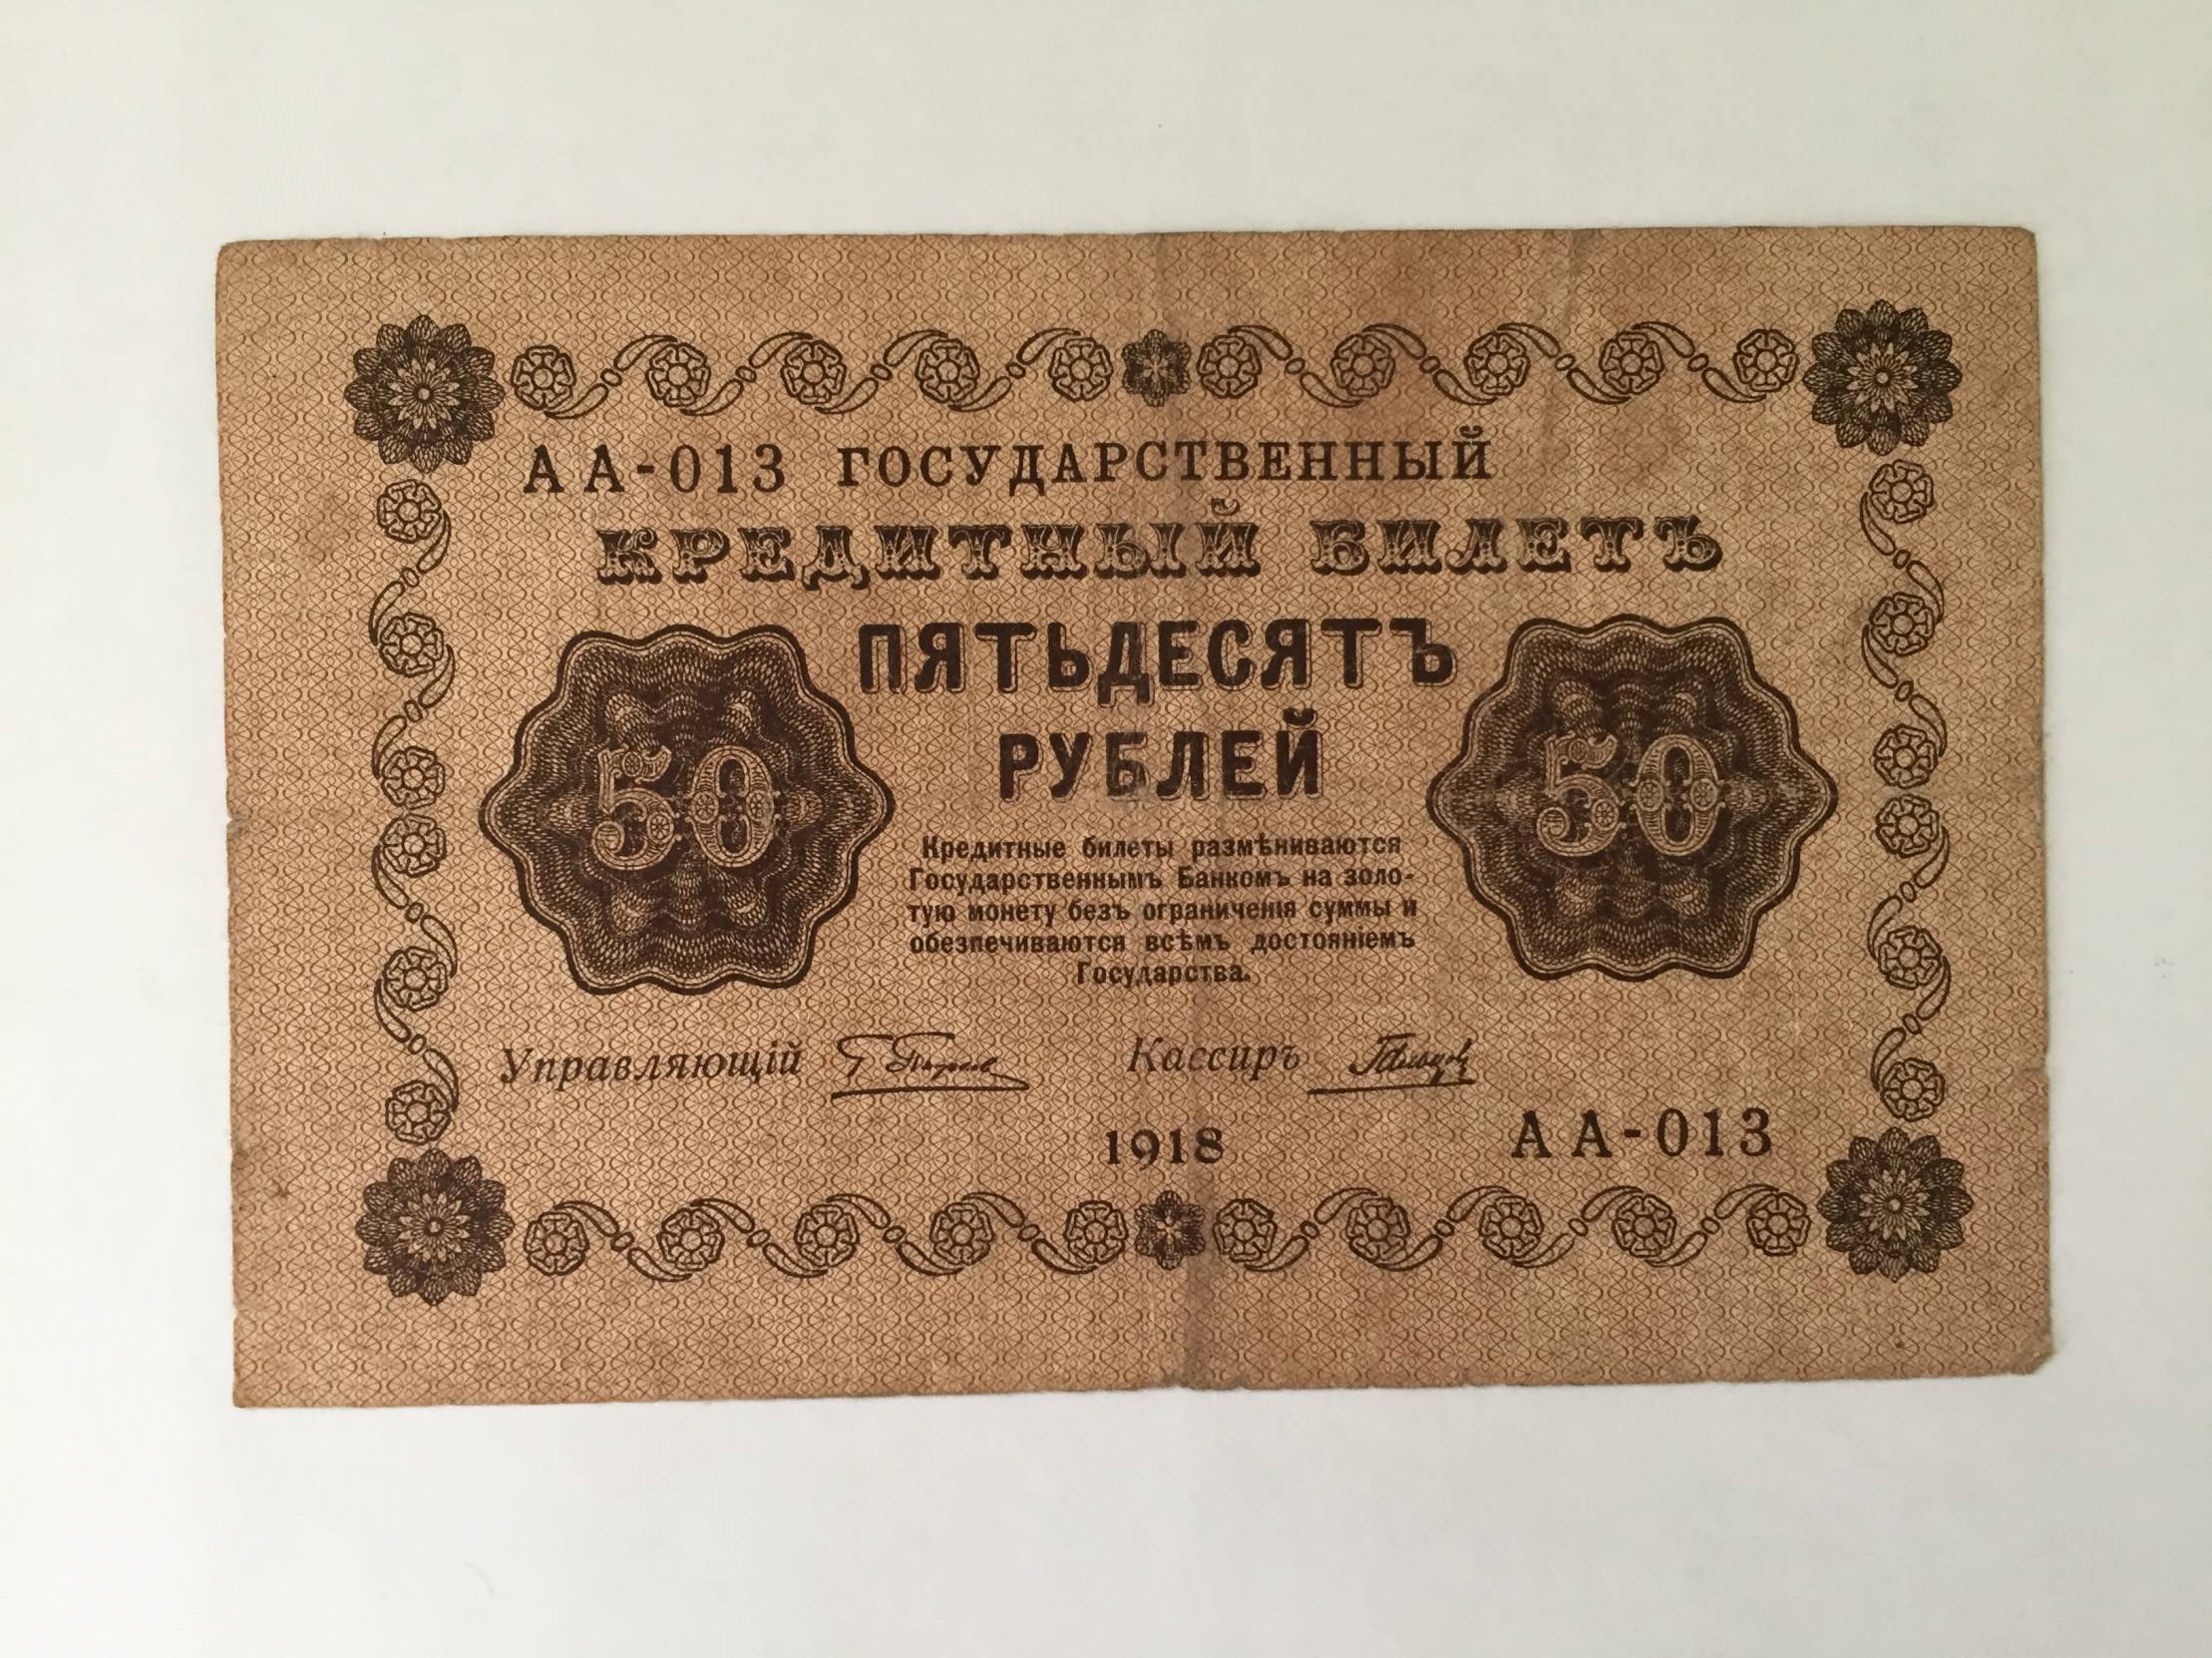 АА-013 ГОСУДАРСТВЕННЫЙ
КРЕДИТНЫЙ БИЛЕТЪ
ПЯТЬДЕСЯТЪ
РУБЛЕЙ
50 50
Кредитные билеты размѣниваются
Государственнымъ Банкомъ на золо-
тую монету безъ ограниченія суммы и
обезпечиваются всѣмъ достояніемъ
Государства.
Управляющій Кассиръ
1918 АА-013